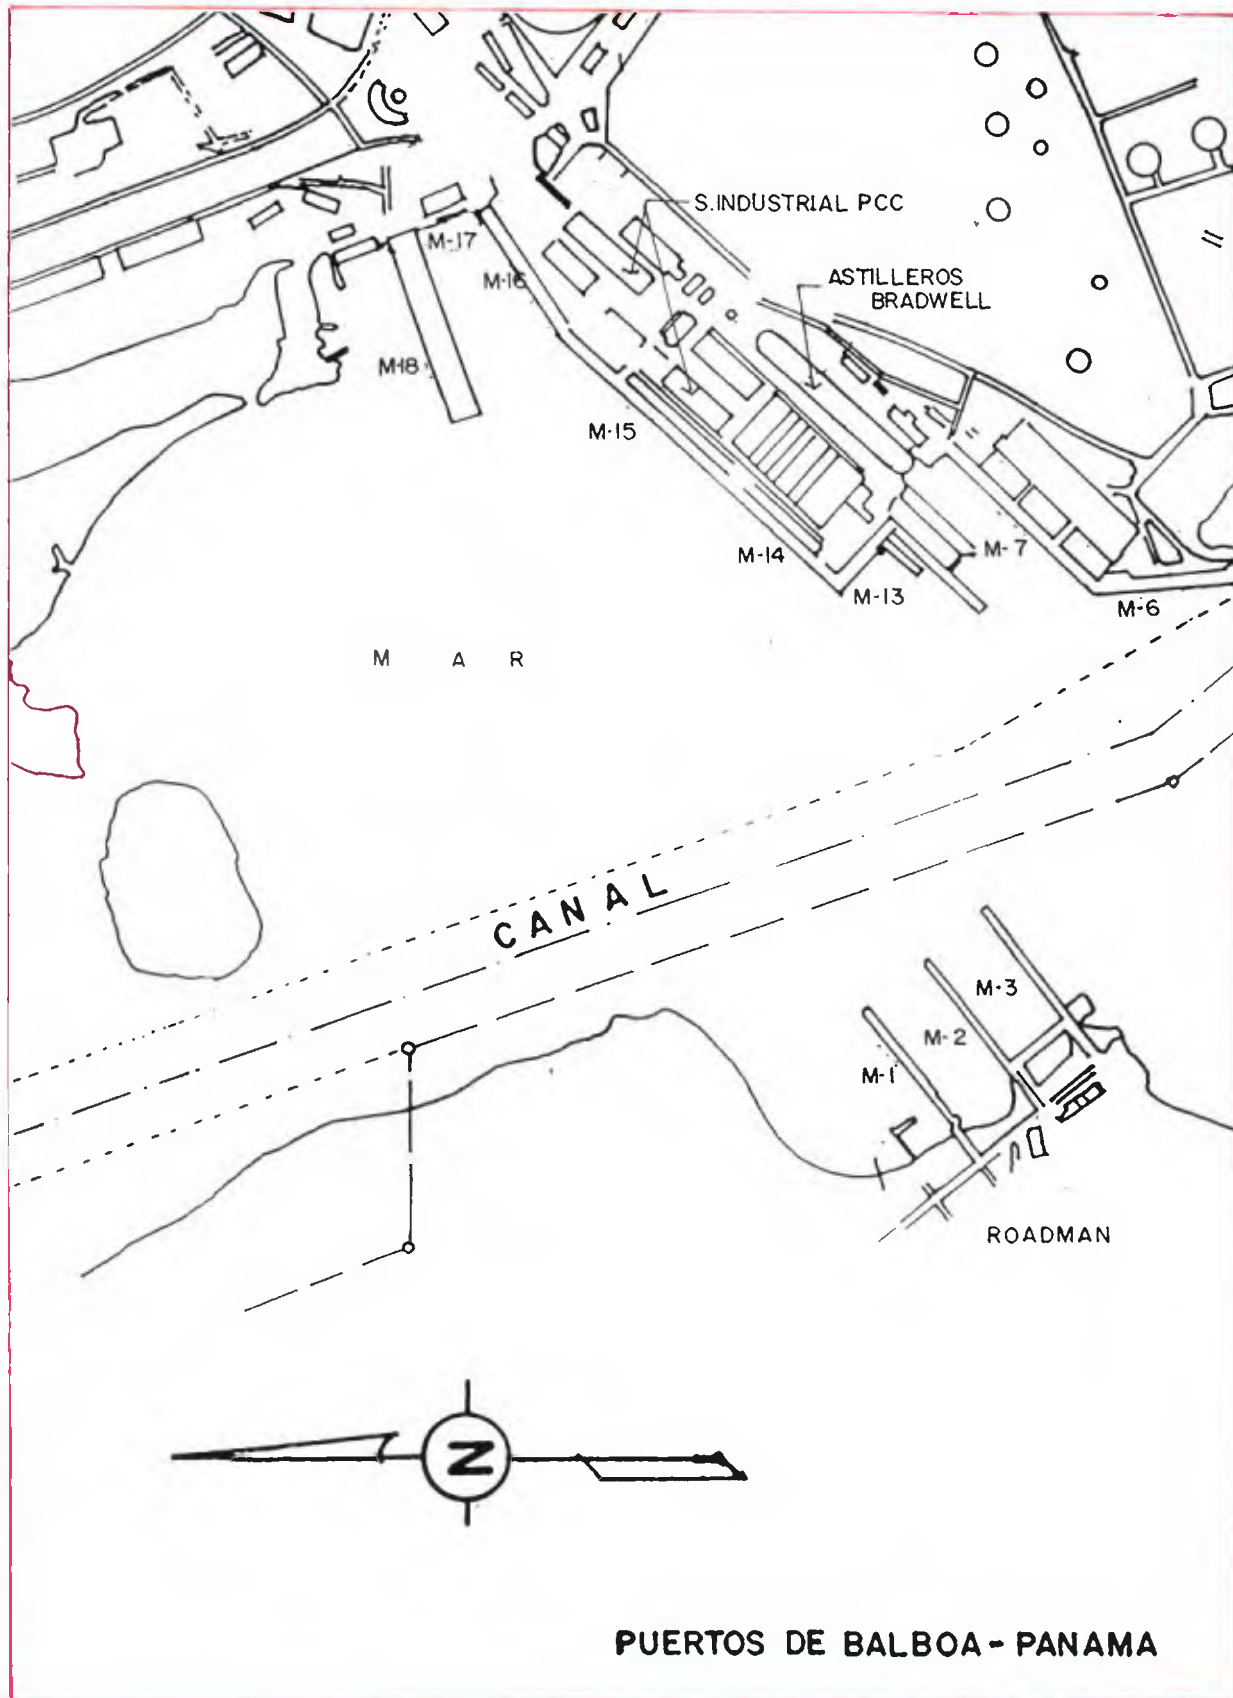 S.INDUSTRIAL PCC
M-17
M-16
ASTILLEROS
BRADWELL
M-18
M-15
M-14
M-7
M-13
M-6
M A R
CANAL
M-3
M-2
M-1
ROADMAN
N
PUERTOS DE BALBOA - PANAMA